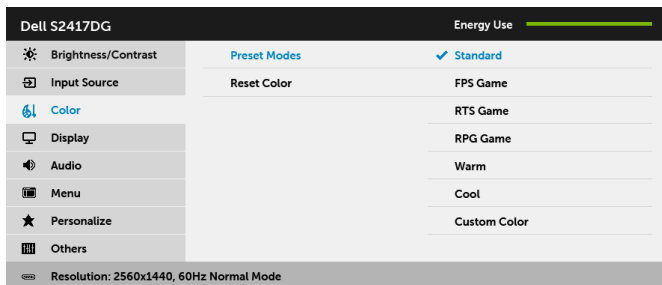 Dell S2417DG Energy Use
Brightness/Contrast Preset Modes Standard
Input Source Reset Color FPS Game
Color RTS Game
Display RPG Game
Audio Warm
Menu Cool
Personalize Custom Color
Others
Resolution: 2560x1440, 60Hz Normal Mode